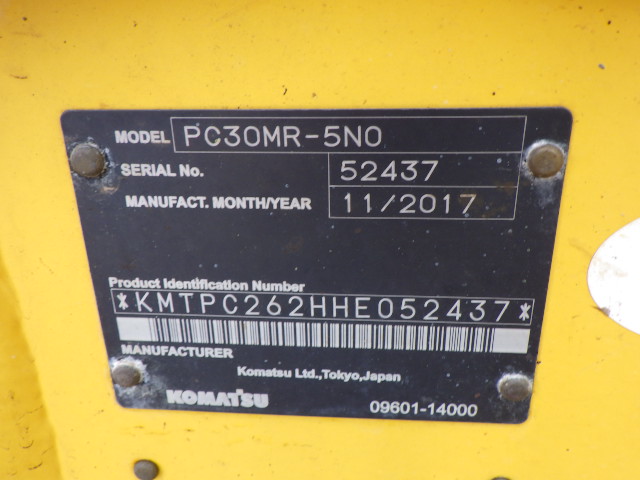 MODEL PC30MR-5N0
SERIAL No. 52437
MANUFACT. MONTH/YEAR 11/2017
Product Identification Number
*KMTPC262HHE052437*
MANUFACTURER
Komatsu Ltd.,Tokyo,Japan
KOMATSU 09601-14000